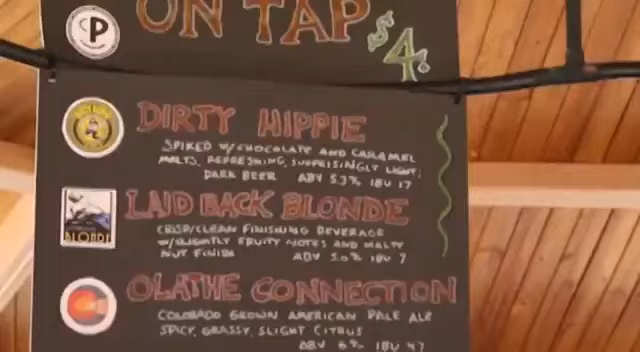 ON TAP
$4.
CP
DIRTY HIPPIE
SPIKED W/CHOCOLATE AND CARAMEL
MALTS, REFRESHING, SURPRISINGLY LIGHT,
DARK BEER ABV 5.3% IBU 17
LAID BACK BLONDE
CRISP/CLEAN FINISHING BEVERAGE
W/SLIGHTLY FRUITY NOTES AND MALTY
NUT FINISH ABV 5.0% IBU 7
BLONDE
OLATHE CONNECTION
COLORADO GROWN AMERICAN PALE ALE
SPICY, GRASSY, SLIGHT CITRUS
ABV 6% IBU 47